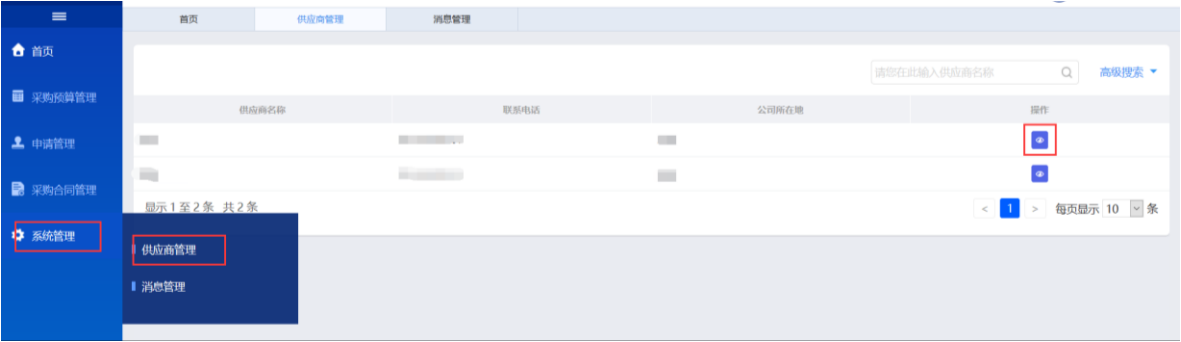 首页 供应商管理 消息管理
首页
请您在此输入供应商名称 高级搜索
采购预算管理
供应商名称 联系电话 公司所在地 操作
申请管理
采购合同管理
显示 1 至 2 条 共 2 条 < 1 > 每页显示 10 条
系统管理
供应商管理
消息管理